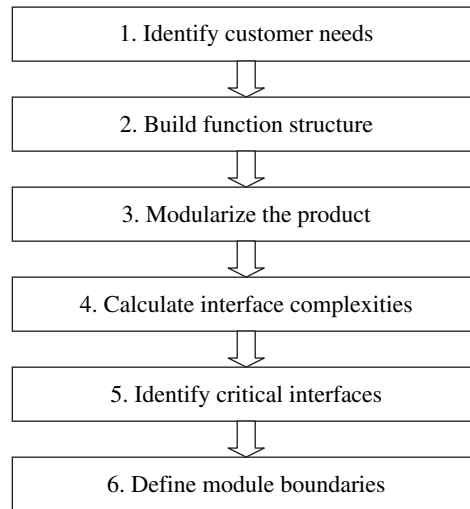 1. Identify customer needs
2. Build function structure
3. Modularize the product
4. Calculate interface complexities
5. Identify critical interfaces
6. Define module boundaries